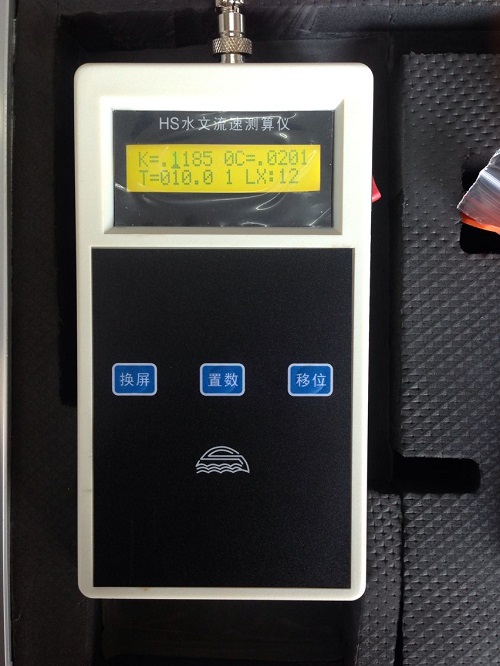 HS水文流速测算仪
K=.1185 0C=.0201
T=010.0 1 LX:12
换屏 置数 移位